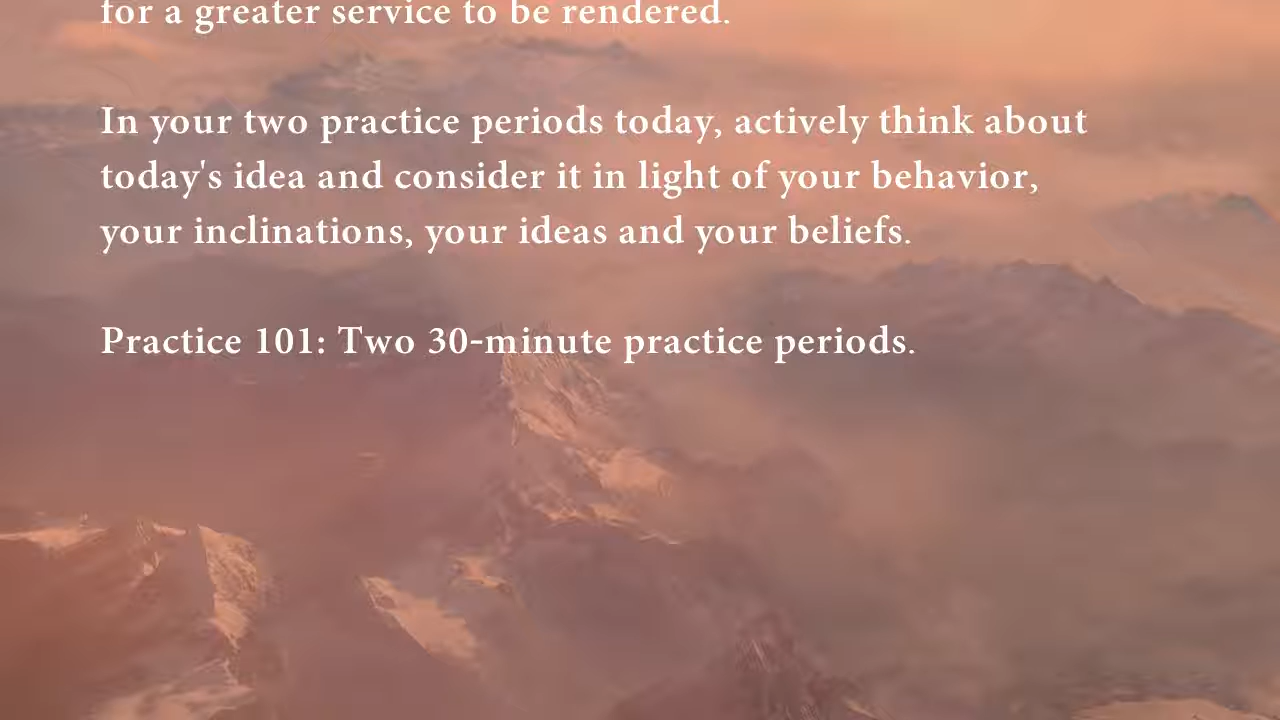 for a greater service to be rendered.
In your two practice periods today, actively think about
today's idea and consider it in light of your behavior,
your inclinations, your ideas and your beliefs.
Practice 101: Two 30-minute practice periods.